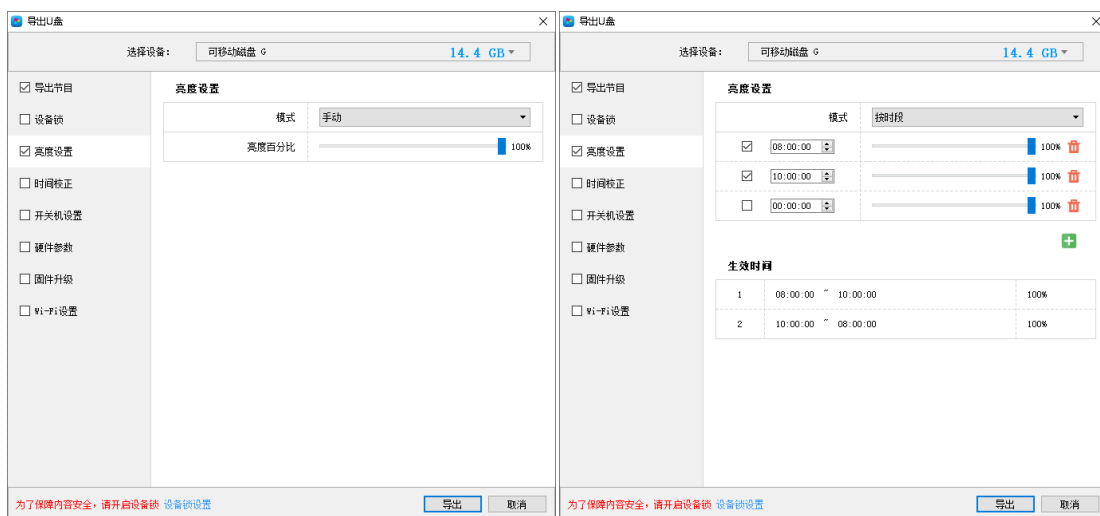 导出U盘
选择设备: 可移动磁盘 G 14.4 GB
导出节目
设备锁
亮度设置
时间校正
开关机设置
硬件参数
固件升级
Wi-Fi设置
亮度设置
模式 手动
亮度百分比 100%
为了保障内容安全，请开启设备锁 设备锁设置
导出 取消
导出U盘
选择设备: 可移动磁盘 G 14.4 GB
导出节目
设备锁
亮度设置
时间校正
开关机设置
硬件参数
固件升级
Wi-Fi设置
亮度设置
模式 按时段
08:00:00 100%
10:00:00 100%
00:00:00 100%
生效时间
1 08:00:00 ~ 10:00:00 100%
2 10:00:00 ~ 08:00:00 100%
为了保障内容安全，请开启设备锁 设备锁设置
导出 取消